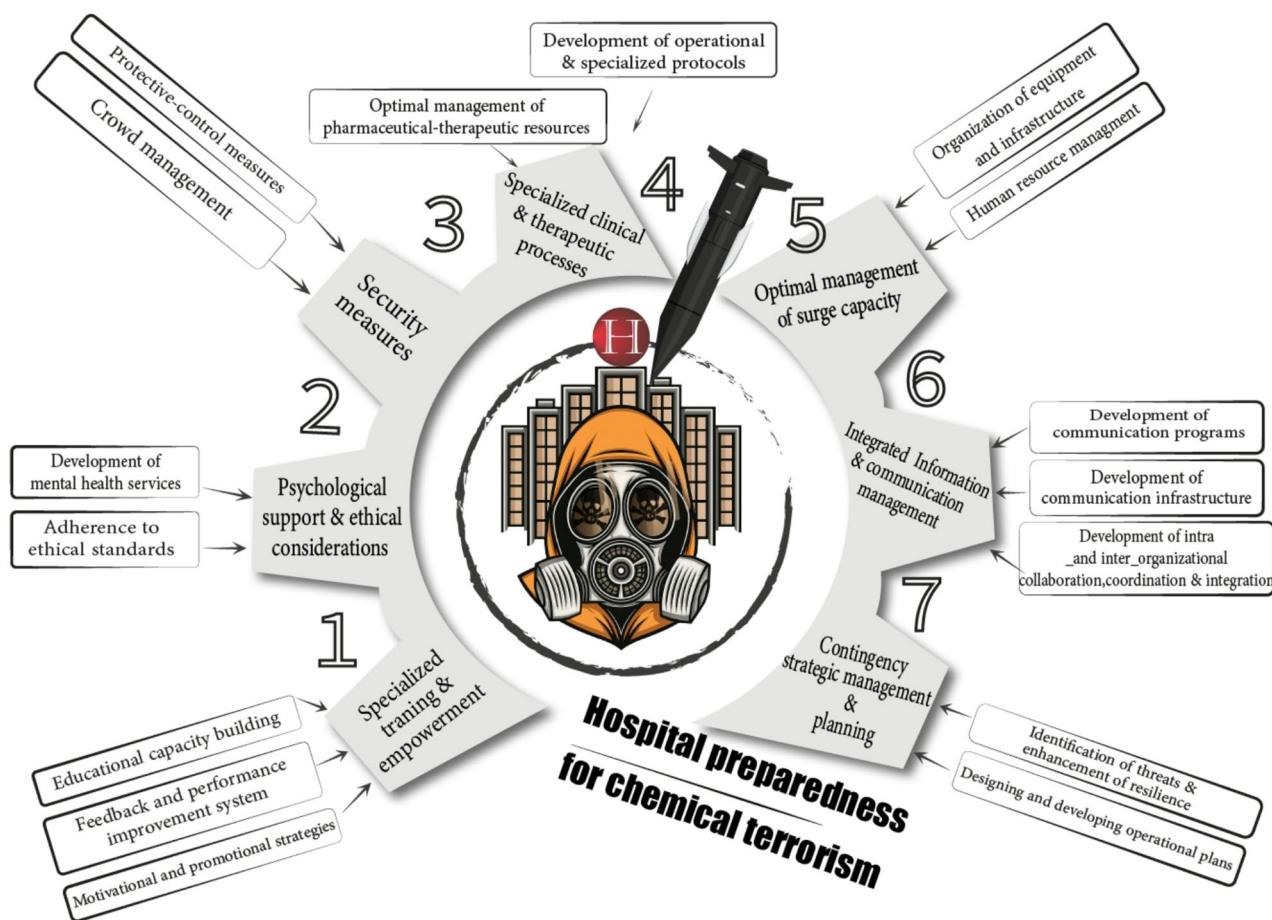 Protective-control measures
Crowd management
3
Security
measures
Optimal management of
pharmaceutical-therapeutic resources
Development of operational
& specialized protocols
4
Specialized clinical
& therapeutic
processes
5
Organization of equipment
and infrastructure
Human resource managment
Optimal management
of surge capacity
H
2
Development of
mental health services
Adherence to
ethical standards
Psychological
support & ethical
considerations
6
Integrated Information
& communication
management
Development of
communication programs
Development of
communication infrastructure
Development of intra
_and inter_organizational
collaboration,coordination & integration
1
Specialized
traning &
empowerment
Educational capacity building
Feedback and performance
improvement system
Motivational and promotional strategies
7
Contingency
strategic management
&
planning
Identification of threats &
enhancement of resilience
Designing and developing operational plans
Hospital preparedness
for chemical terrorism